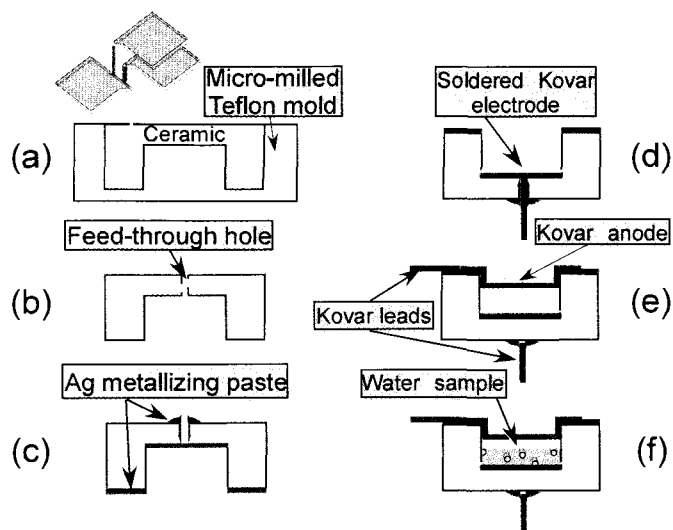 Micro-milled
Teflon mold
Ceramic
(a)
Feed-through hole
(b)
Ag metallizing paste
(c)
Soldered Kovar
electrode
(d)
Kovar anode
(e)
Kovar leads
Water sample
(f)